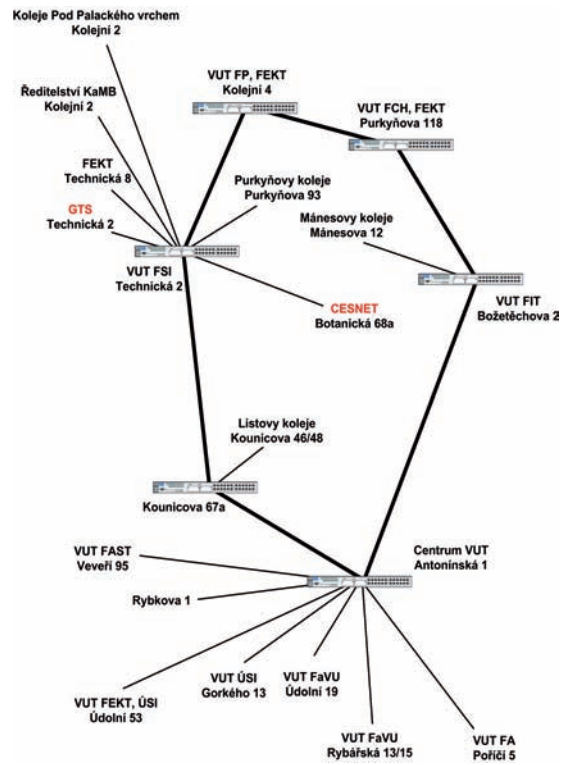 Koleje Pod Palackého vrchem
Kolejní 2
VUT FP, FEKT
Kolejní 4
Ředitelství KaMB
Kolejní 2
VUT FCH, FEKT
Purkyňova 118
FEKT
Technická 8
Purkyňovy koleje
Purkyňova 93
GTS
Technická 2
Mánesovy koleje
Mánesova 12
VUT FSI
Technická 2
CESNET
Botanická 68a
VUT FIT
Božetěchova 2
Listovy koleje
Kounicova 46/48
Kounicova 67a
VUT FAST
Veveří 95
Centrum VUT
Antonínská 1
Rybkova 1
VUT FEKT, ÚSI
Údolní 53
VUT ÚSI
Gorkého 13
VUT FaVU
Údolní 19
VUT FaVU
Rybářská 13/15
VUT FA
Poříčí 5